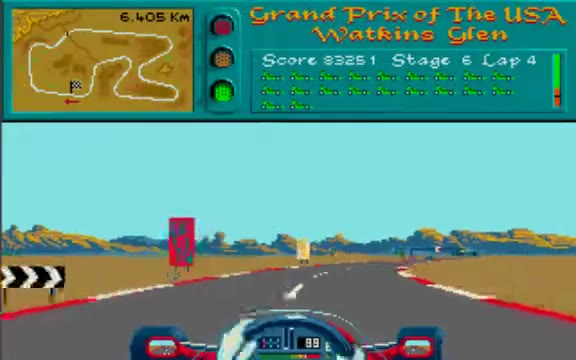 6.405 Km
Grand Prix of The USA
Watkins Glen
Score 83251 Stage 6 Lap 4
89